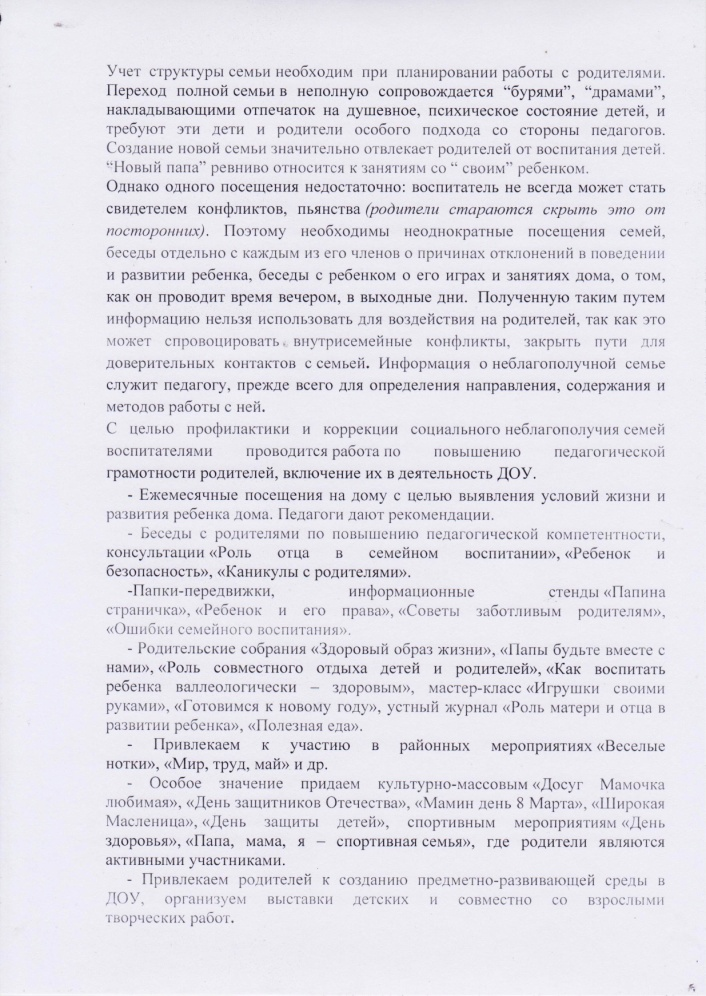 Учет структуры семьи необходим при планировании работы с родителями.
Переход полной семьи в неполную сопровождается “бурями”, “драмами”,
накладывающими отпечаток на душевное, психическое состояние детей, и
требуют эти дети и родители особого подхода со стороны педагогов.
Создание новой семьи значительно отвлекает родителей от воспитания детей.
“Новый папа” ревниво относится к занятиям со “ своим” ребенком.
Однако одного посещения недостаточно: воспитатель не всегда может стать
свидетелем конфликтов, пьянства (родители стараются скрыть это от
посторонних). Поэтому необходимы неоднократные посещения семей,
беседы отдельно с каждым из его членов о причинах отклонений в поведении
и развитии ребенка, беседы с ребенком о его играх и занятиях дома, о том,
как он проводит время вечером, в выходные дни. Полученную таким путем
информацию нельзя использовать для воздействия на родителей, так как это
может спровоцировать внутрисемейные конфликты, закрыть пути для
доверительных контактов с семьей. Информация о неблагополучной семье
служит педагогу, прежде всего для определения направления, содержания и
методов работы с ней.
С целью профилактики и коррекции социального неблагополучия семей
воспитателями проводится работа по повышению педагогической
грамотности родителей, включение их в деятельность ДОУ.
- Ежемесячные посещения на дому с целью выявления условий жизни и
развития ребенка дома. Педагоги дают рекомендации.
- Беседы с родителями по повышению педагогической компетентности,
консультации «Роль отца в семейном воспитании», «Ребенок и
безопасность», «Каникулы с родителями».
-Папки-передвижки, информационные стенды «Папина
страничка», «Ребенок и его права», «Советы заботливым родителям»,
«Ошибки семейного воспитания».
- Родительские собрания «Здоровый образ жизни», «Папы будьте вместе с
нами», «Роль совместного отдыха детей и родителей», «Как воспитать
ребенка валлеологически – здоровым», мастер-класс «Игрушки своими
руками», «Готовимся к новому году», устный журнал «Роль матери и отца в
развитии ребенка», «Полезная еда».
- Привлекаем к участию в районных мероприятиях «Веселые
нотки», «Мир, труд, май» и др.
- Особое значение придаем культурно-массовым «Досуг Мамочка
любимая», «День защитников Отечества», «Мамин день 8 Марта», «Широкая
Масленица», «День защиты детей», спортивным мероприятиям «День
здоровья», «Папа, мама, я – спортивная семья», где родители являются
активными участниками.
- Привлекаем родителей к созданию предметно-развивающей среды в
ДОУ, организуем выставки детских и совместно со взрослыми
творческих работ.